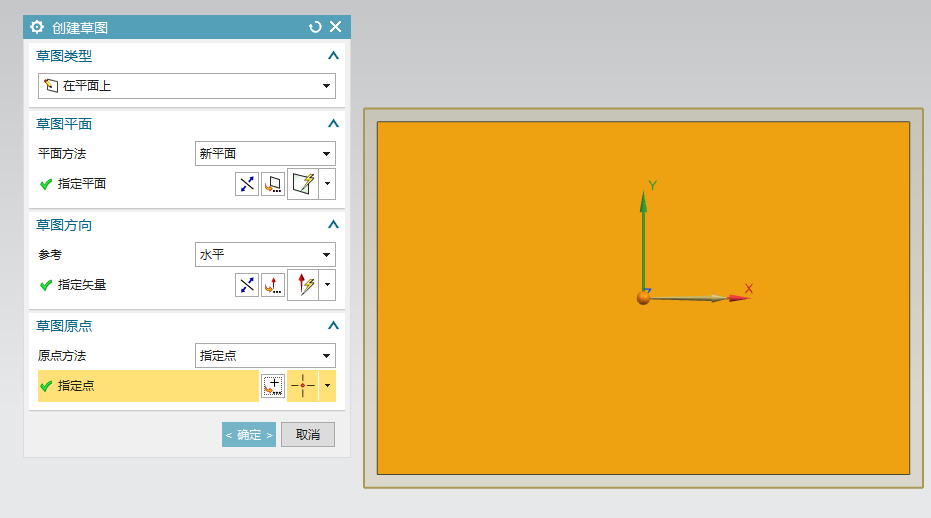 创建草图
草图类型
在平面上
草图平面
平面方法 新平面
指定平面
草图方向
参考 水平
指定矢量
草图原点
原点方法 指定点
指定点
< 确定 > 取消
Y
Z
X